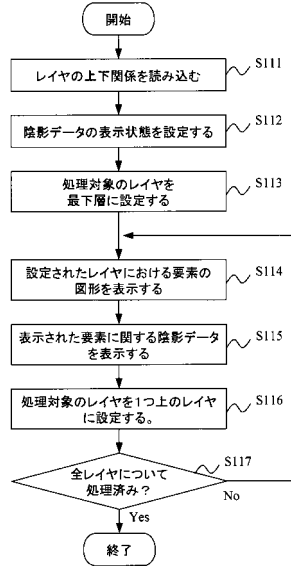 開始
レイヤの上下関係を読み込む
S111
陰影データの表示状態を設定する
S112
処理対象のレイヤを
最下層に設定する
S113
設定されたレイヤにおける要素の
図形を表示する
S114
表示された要素に関する陰影データ
を表示する
S115
処理対象のレイヤを1つ上のレイヤ
に設定する。
S116
全レイヤについて
処理済み？
S117
No
Yes
終了